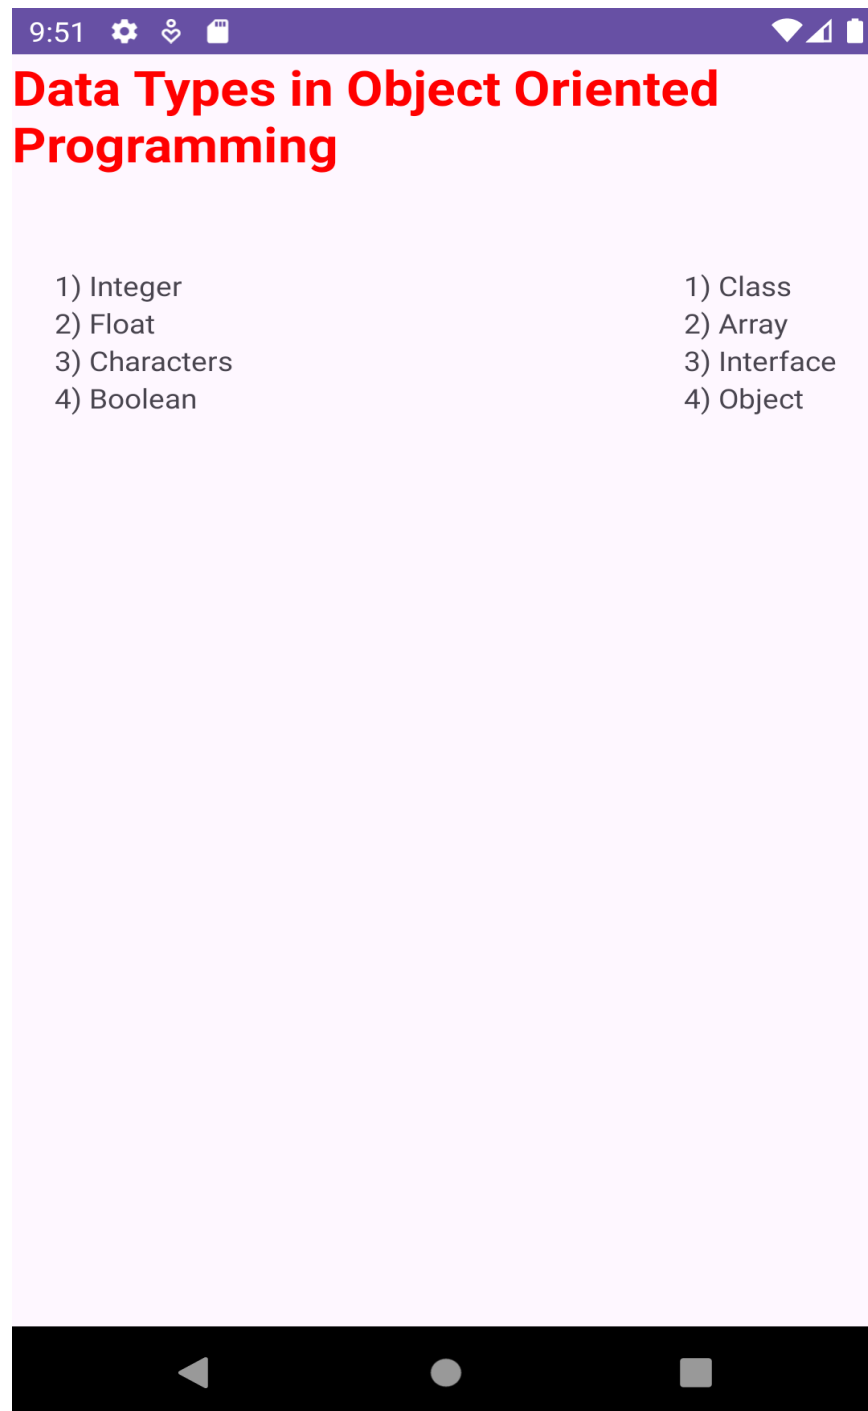 9:51
Data Types in Object Oriented
Programming
1) Integer
2) Float
3) Characters
4) Boolean
1) Class
2) Array
3) Interface
4) Object